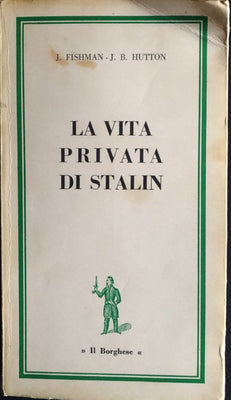 J. FISHMAN - J. B. HUTTON
LA VITA
PRIVATA
DI STALIN
» Il Borghese «